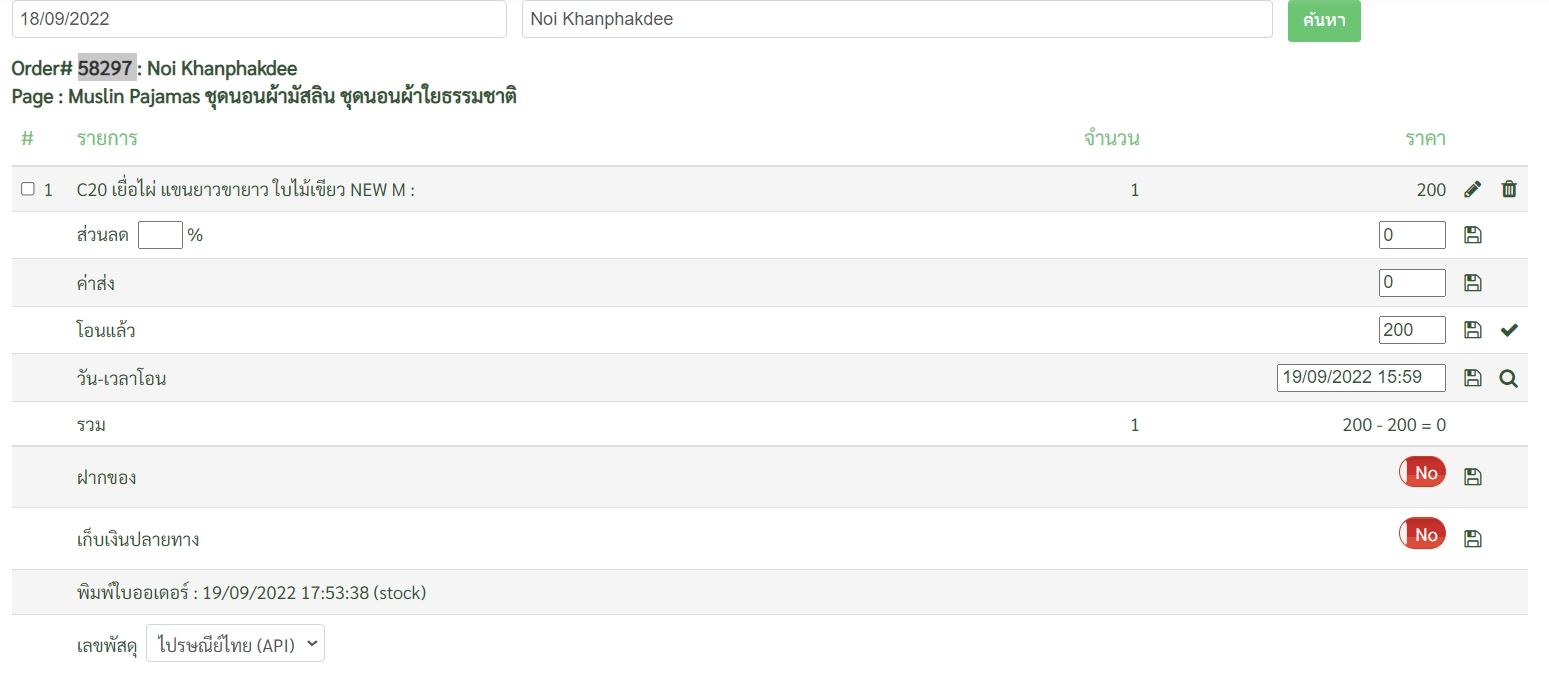 18/09/2022 Noi Khanphakdee ค้นหา
Order# 58297 : Noi Khanphakdee
Page : Muslin Pajamas ชุดนอนผ้ามัสลิน ชุดนอนผ้าใยธรรมชาติ
# รายการ จำนวน ราคา
1 C20 เยื่อไผ่ แขนยาวขายาว ใบไม้เขียว NEW M : 1 200
ส่วนลด % 0
ค่าส่ง 0
โอนแล้ว 200
วัน-เวลาโอน 19/09/2022 15:59
รวม 1 200 - 200 = 0
ฝากของ No
เก็บเงินปลายทาง No
พิมพ์ใบออเดอร์ : 19/09/2022 17:53:38 (stock)
เลขพัสดุ ไปรษณีย์ไทย (API)